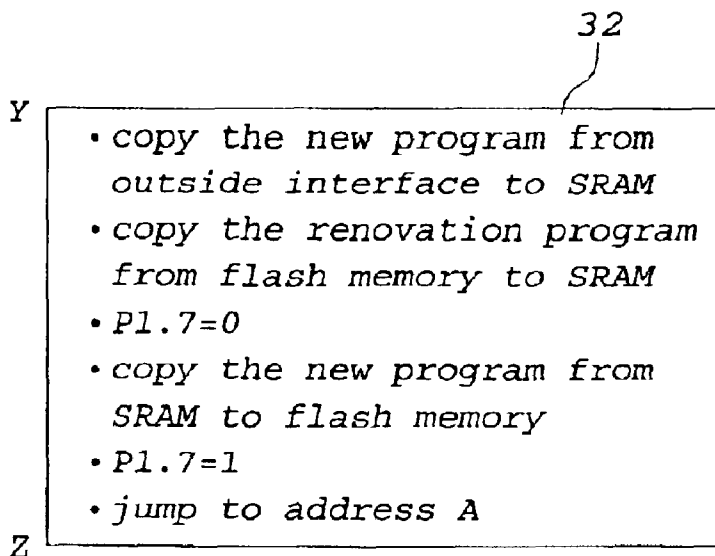 32
Y
• copy the new program from
outside interface to SRAM
• copy the renovation program
from flash memory to SRAM
• P1.7=0
• copy the new program from
SRAM to flash memory
• P1.7=1
• jump to address A
Z